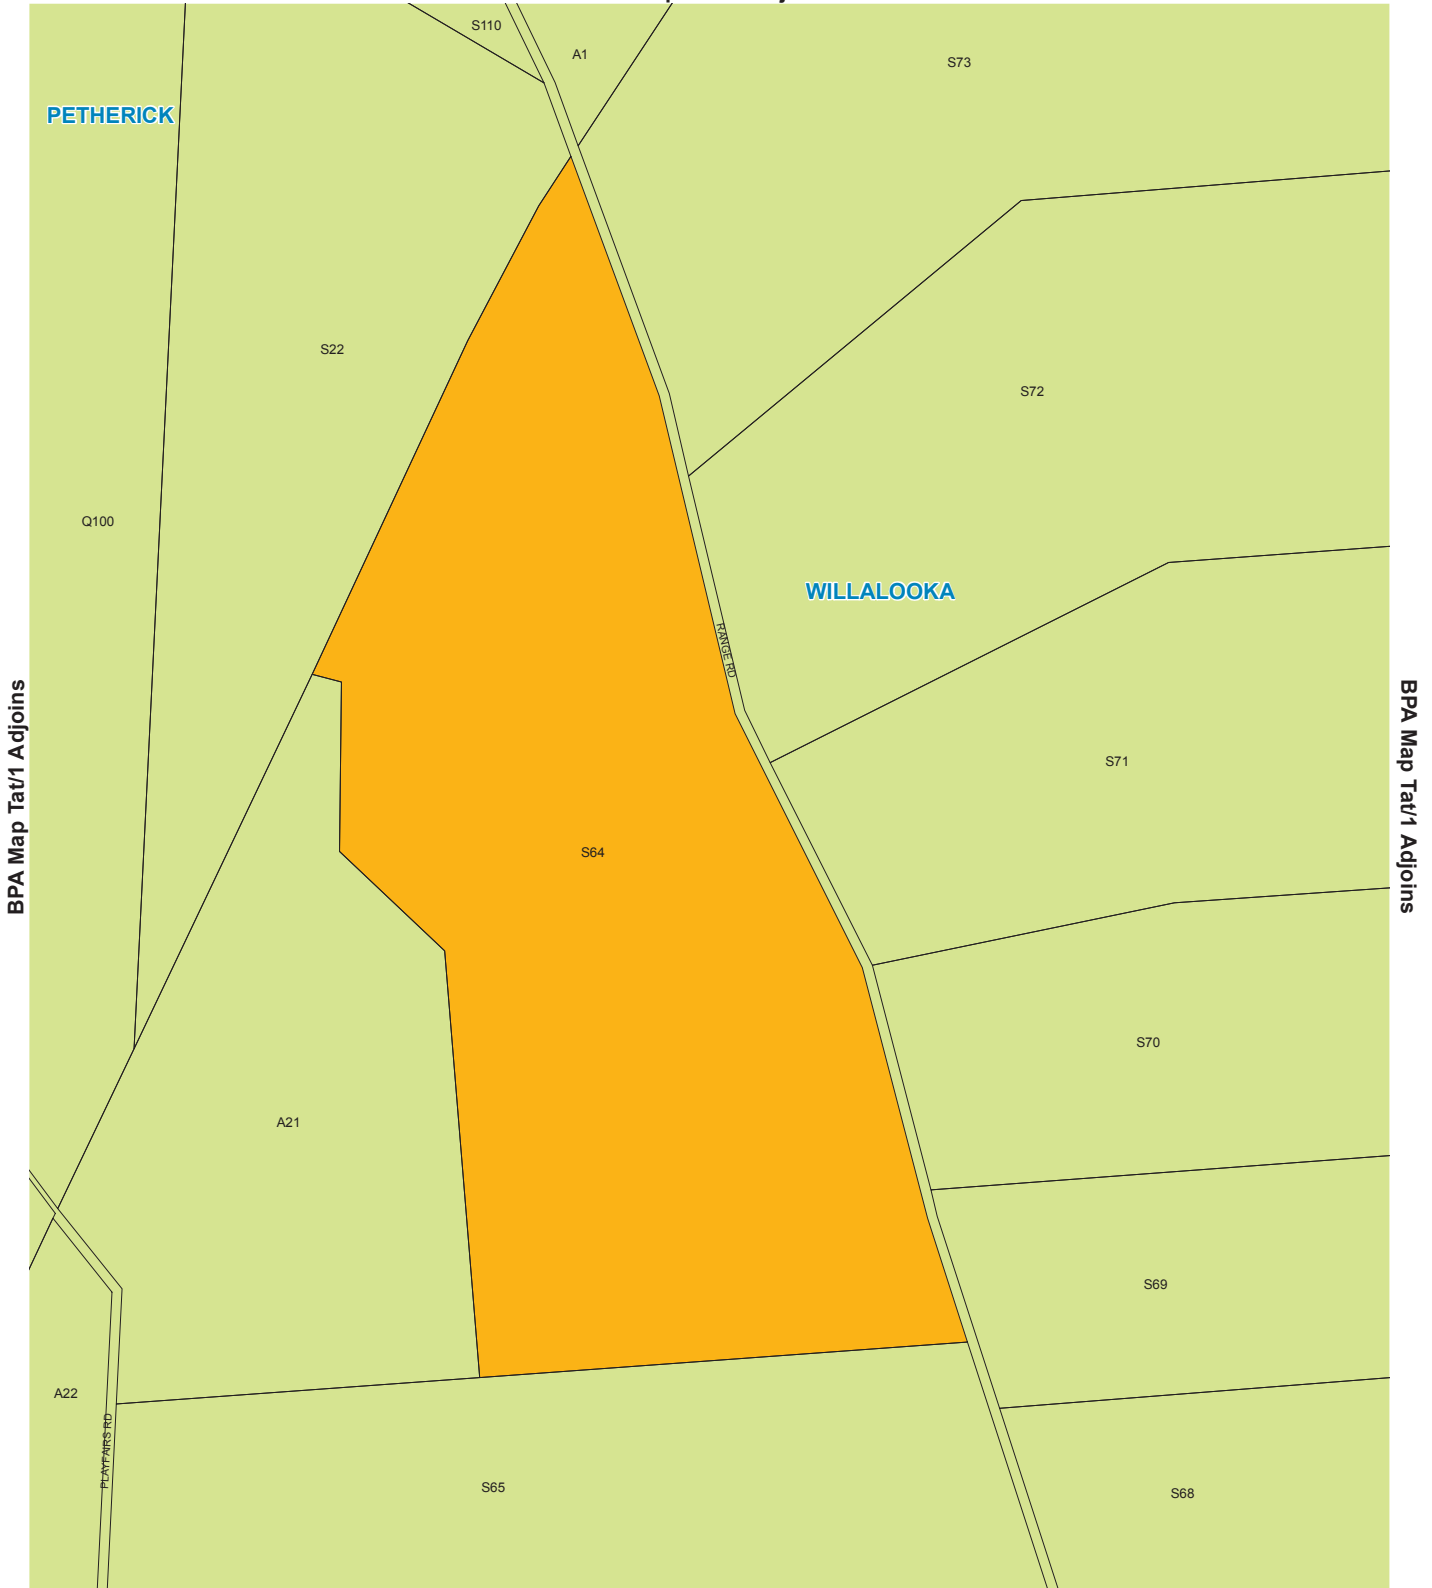 S110
A1
S73
PETHERICK
S22
S72
Q100
WILLALOOKA
RANGE RD
BPA Map Tat/1 Adjoins
BPA Map Tat/1 Adjoins
S71
S64
S70
A21
S69
A22
PLAYFAIRS RD
S65
S68